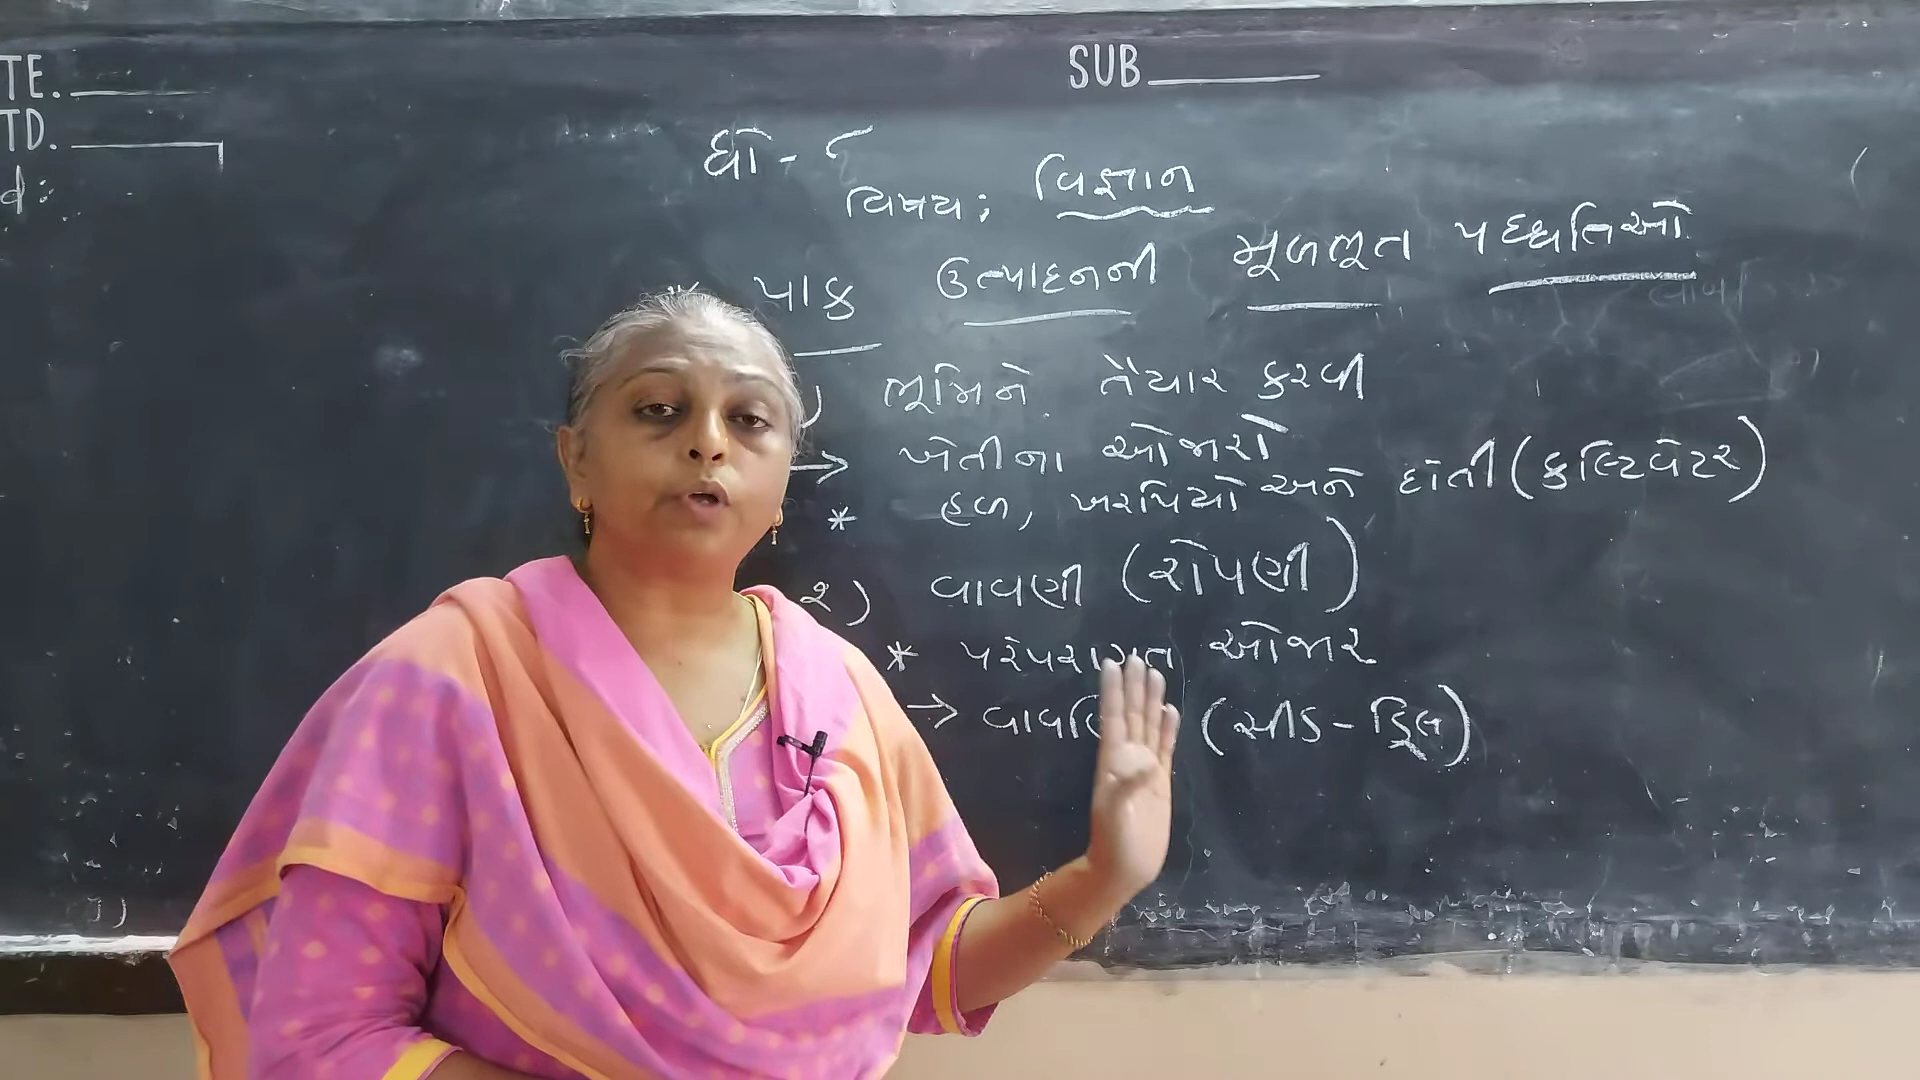 TE.
TD.
SUB
ધો - ૮
વિષય : વિજ્ઞાન
* પાક ઉત્પાદનની મૂળભૂત પદ્ધતિઓ
) ભૂમિને તૈયાર કરવી
→ ખેતીના ઓજારો
* હળ, ખરપિયો અને દાંતી (કલ્ટિવેટર)
૨) વાવણી (રોપણી)
* પરંપરાગત ઓજાર
→ (સીડ - ડ્રિલ)